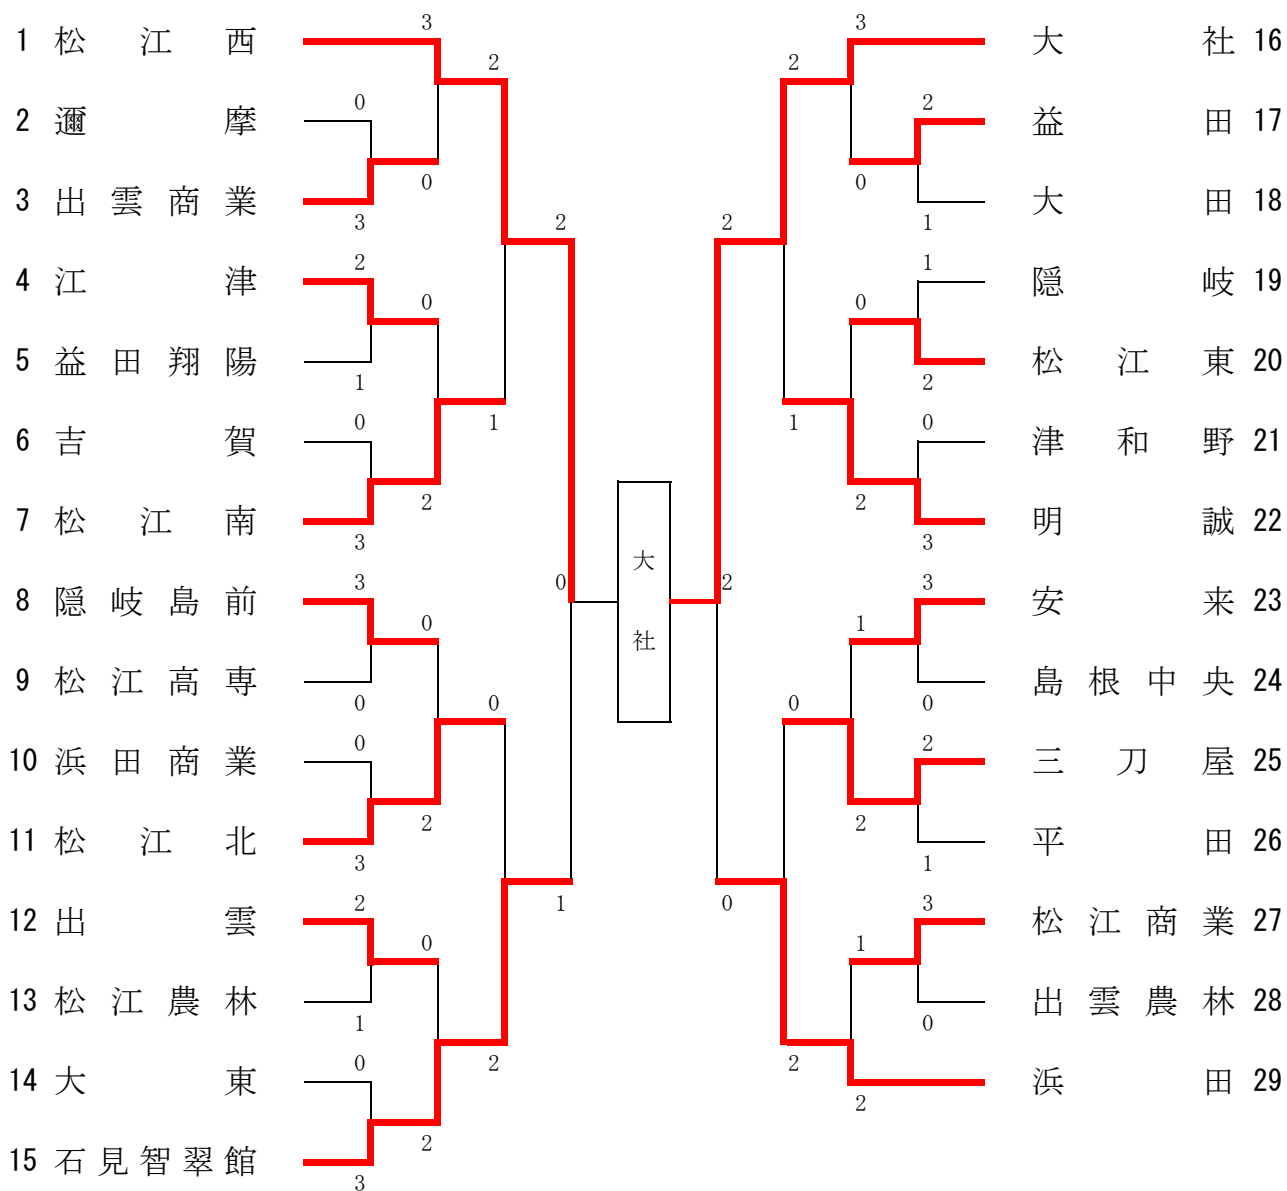 3
3
1 松江西
大社 16
2
2
0
2
2 邇摩
益田 17
0
0
3 出雲商業
大田 18
3
1
2
2
2
1
4 江津
隠岐 19
0
0
5 益田翔陽
松江東 20
1
2
1
1
0
0
6 吉賀
津和野 21
2
2
7 松江南
明誠 22
3
3
大社
3
0
2
3
8 隠岐島前
安来 23
0
1
9 松江高専
島根中央 24
0
0
0
0
0
2
10 浜田商業
三刀屋 25
2
2
11 松江北
平田 26
3
1
2
1
0
3
12 出雲
松江商業 27
0
1
13 松江農林
出雲農林 28
1
0
0
2
2
14 大東
浜田 29
2
2
15 石見智翠館
3